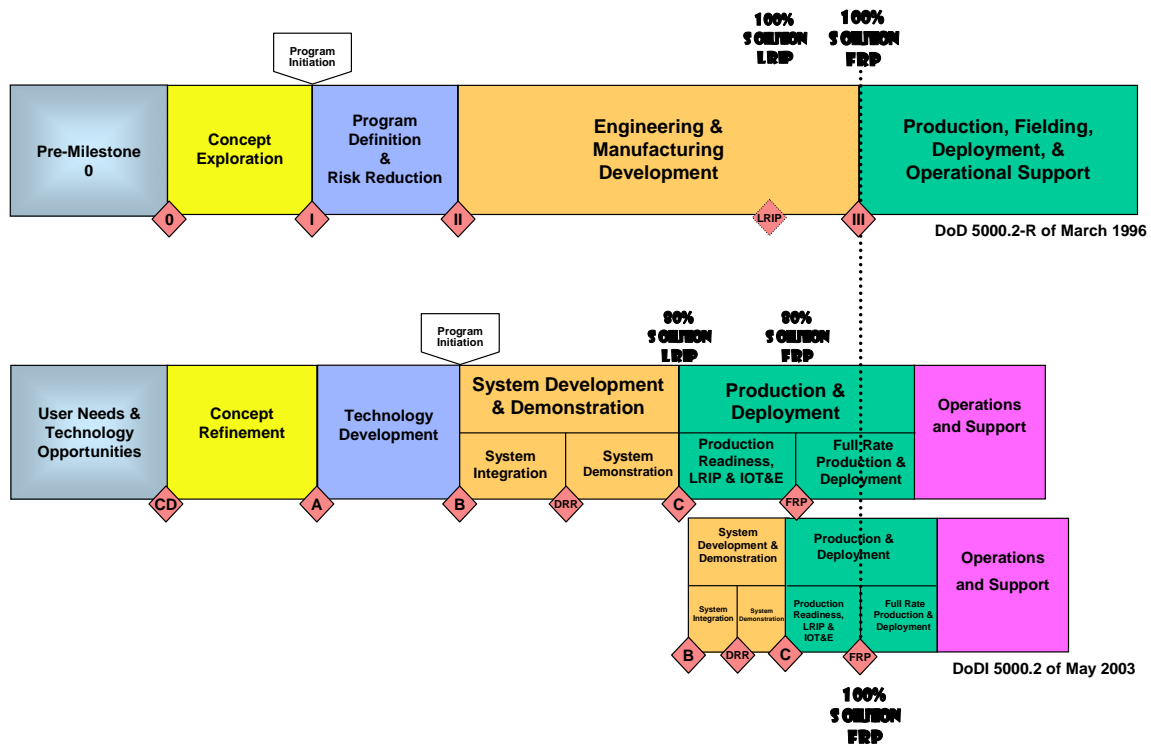 100%
SOLUTION
LRIP
100%
SOLUTION
FRP
Program
Initiation
Pre-Milestone
0
Concept
Exploration
Program
Definition
&
Risk Reduction
Engineering &
Manufacturing
Development
Production, Fielding,
Deployment, &
Operational Support
0
I
II
LRIP
III
DoD 5000.2-R of March 1996
Program
Initiation
80%
SOLUTION
LRIP
80%
SOLUTION
FRP
User Needs &
Technology
Opportunities
Concept
Refinement
Technology
Development
System Development
& Demonstration
System
Integration
System
Demonstration
Production &
Deployment
Production
Readiness,
LRIP & IOT&E
Full Rate
Production &
Deployment
Operations
and Support
CD
A
B
DRR
C
FRP
System
Development &
Demonstration
System
Integration
System
Demonstration
Production &
Deployment
Production
Readiness,
LRIP &
IOT&E
Full Rate
Production &
Deployment
Operations
and Support
B
DRR
C
FRP
DoDI 5000.2 of May 2003
100%
SOLUTION
FRP